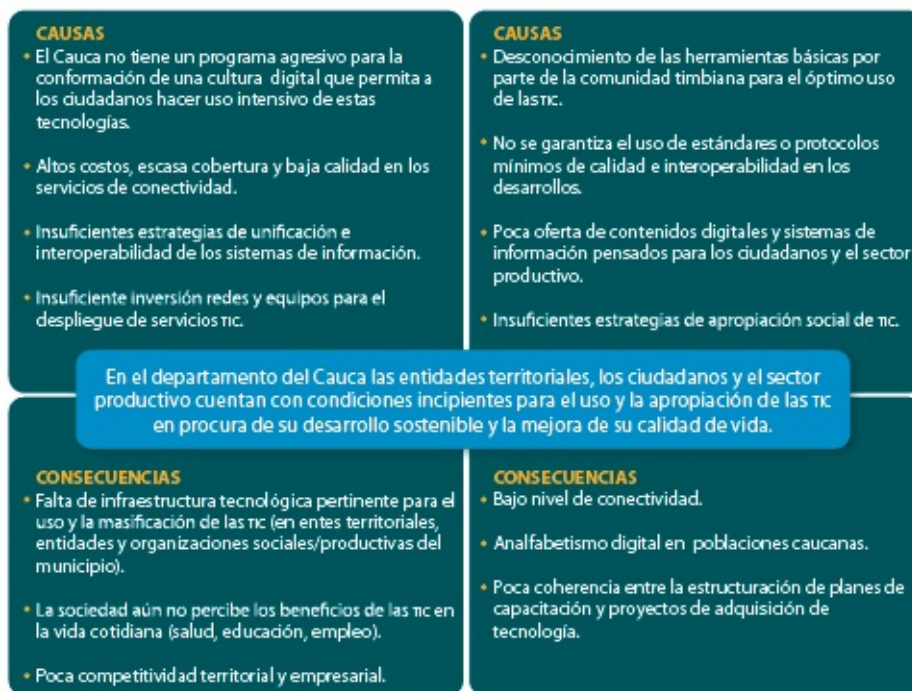 CAUSAS
• El Cauca no tiene un programa agresivo para la
conformación de una cultura digital que permita a
los ciudadanos hacer uso intensivo de estas
tecnologías.
• Altos costos, escasa cobertura y baja calidad en los
servicios de conectividad.
• Insuficientes estrategias de unificación e
interoperabilidad de los sistemas de información.
• Insuficiente inversión redes y equipos para el
despliegue de servicios TIC.
CAUSAS
• Desconocimiento de las herramientas básicas por
parte de la comunidad timbiana para el óptimo uso
de las TIC.
• No se garantiza el uso de estándares o protocolos
mínimos de calidad e interoperabilidad en los
desarrollos.
• Poca oferta de contenidos digitales y sistemas de
información pensados para los ciudadanos y el sector
productivo.
• Insuficientes estrategias de apropiación social de TIC.
En el departamento del Cauca las entidades territoriales, los ciudadanos y el sector
productivo cuentan con condiciones incipientes para el uso y la apropiación de las TIC
en procura de su desarrollo sostenible y la mejora de su calidad de vida.
CONSECUENCIAS
• Falta de infraestructura tecnológica pertinente para el
uso y la masificación de las TIC (en entes territoriales,
entidades y organizaciones sociales/productivas del
municipio).
• La sociedad aún no percibe los beneficios de las TIC en
la vida cotidiana (salud, educación, empleo).
• Poca competitividad territorial y empresarial.
CONSECUENCIAS
• Bajo nivel de conectividad.
• Analfabetismo digital en poblaciones caucanas.
• Poca coherencia entre la estructuración de planes de
capacitación y proyectos de adquisición de
tecnología.